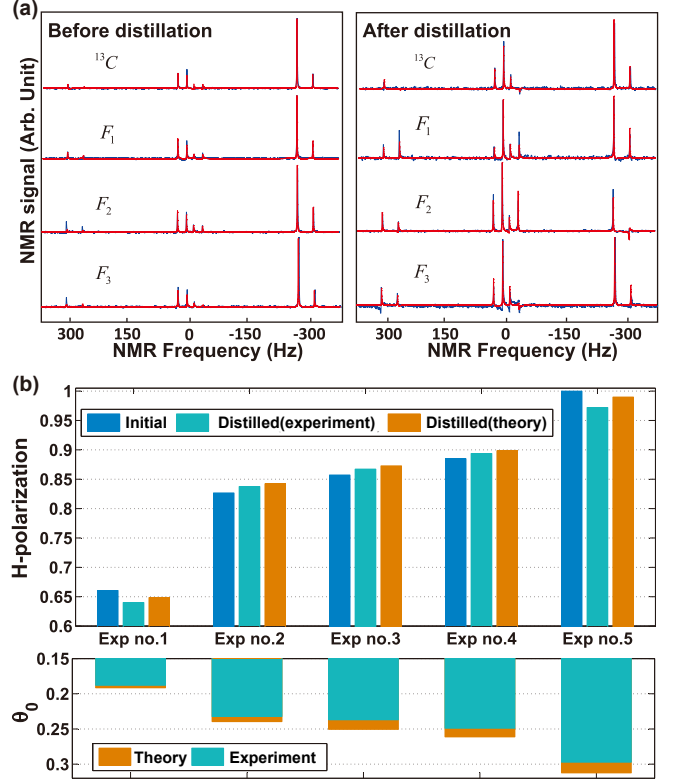 (a)
Before distillation
After distillation
¹³C
¹³C
F₁
F₁
F₂
F₂
F₃
F₃
NMR signal (Arb. Unit)
300 150 0 -150 -300
300 150 0 -150 -300
NMR Frequency (Hz)
NMR Frequency (Hz)
(b)
H-polarization
1
0.95
0.9
0.85
0.8
0.75
0.7
0.65
0.6
Initial Distilled(experiment) Distilled(theory)
Exp no.1 Exp no.2 Exp no.3 Exp no.4 Exp no.5
θ₀
0.15
0.2
0.25
0.3
Theory Experiment